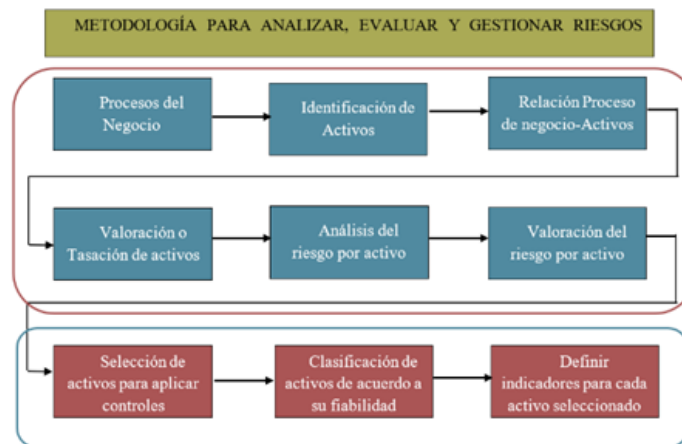 METODOLOGÍA PARA ANALIZAR, EVALUAR Y GESTIONAR RIESGOS
Procesos del
Negocio
Identificación de
Activos
Relación Proceso
de negocio-Activos
Valoración o
Tasación de activos
Análisis del
riesgo por activo
Valoración del
riesgo por activo
Selección de
activos para aplicar
controles
Clasificación de
activos de acuerdo a
su fiabilidad
Definir
indicadores para cada
activo seleccionado